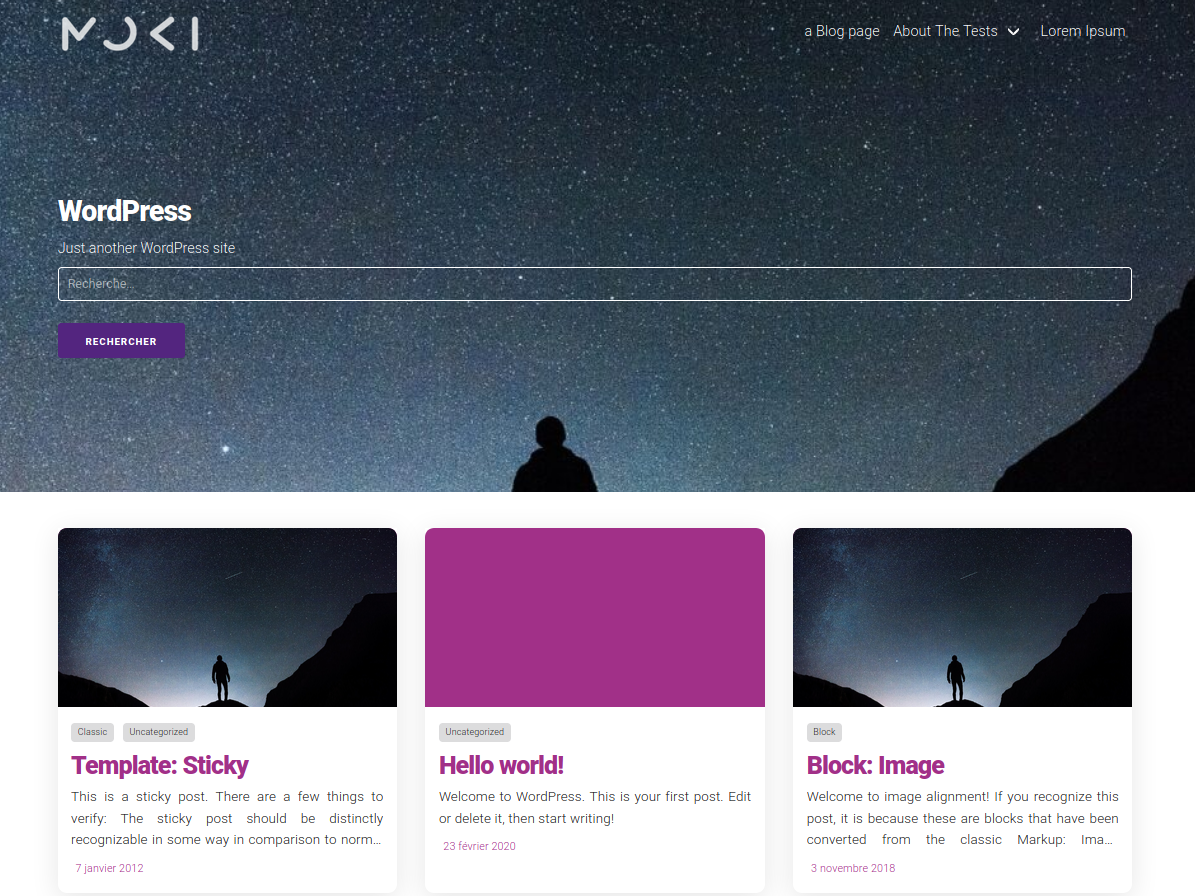 MOKI
a Blog page
About The Tests
Lorem Ipsum
WordPress
Just another WordPress site
Recherche...
RECHERCHER
Classic
Uncategorized
Template: Sticky
This is a sticky post. There are a few things to
verify: The sticky post should be distinctly
recognizable in some way in comparison to norm...
7 janvier 2012
Uncategorized
Hello world!
Welcome to WordPress. This is your first post. Edit
or delete it, then start writing!
23 février 2020
Block
Block: Image
Welcome to image alignment! If you recognize this
post, it is because these are blocks that have been
converted from the classic Markup: Ima...
3 novembre 2018